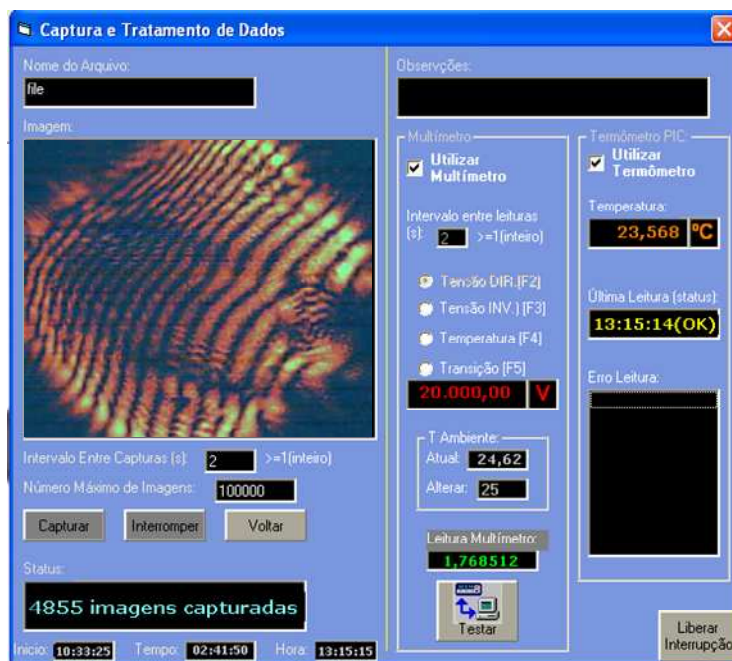 Captura e Tratamento de Dados
Nome do Arquivo:
file
Imagem:
Intervalo Entre Capturas (s): 2 >=1(inteiro)
Número Máximo de Imagens: 100000
Capturar Interromper Voltar
Status:
4855 imagens capturadas
Inicio: 10:33:25 Tempo: 02:41:50 Hora: 13:15:15
Observções:
Multímetro
Utilizar
Multímetro
Intervalo entre leituras
(s): 2 >=1(inteiro)
Tensão DIR.[F2]
Tensão INV.) [F3]
Temperatura [F4]
Transição [F5]
20.000,00 V
T Ambiente:
Atual: 24,62
Alterar: 25
Leitura Multímetro:
1,768512
Testar
Termômetro PIC:
Utilizar
Termômetro
Temperatura:
23,568 ºC
Última Leitura (status):
13:15:14(OK)
Erro Leitura:
Liberar
Interrupção